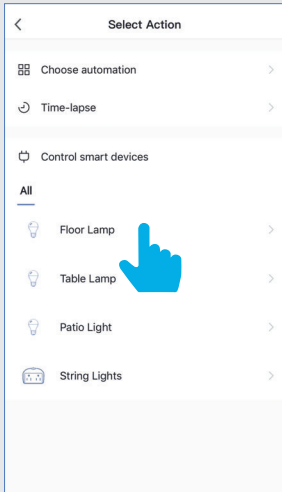 Select Action
Choose automation
Time-lapse
Control smart devices
All
Floor Lamp
Table Lamp
Patio Light
String Lights